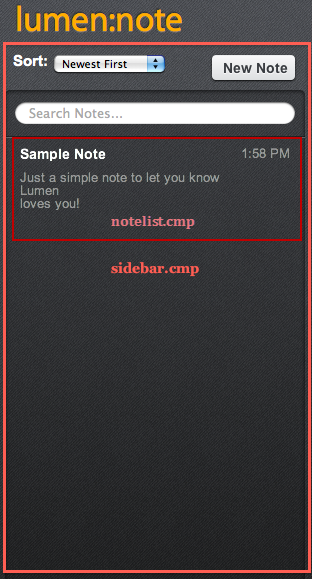 lumen:note
Sort: Newest First New Note
Search Notes...
Sample Note 1:58 PM
Just a simple note to let you know
Lumen
loves you!
notelist.cmp
sidebar.cmp